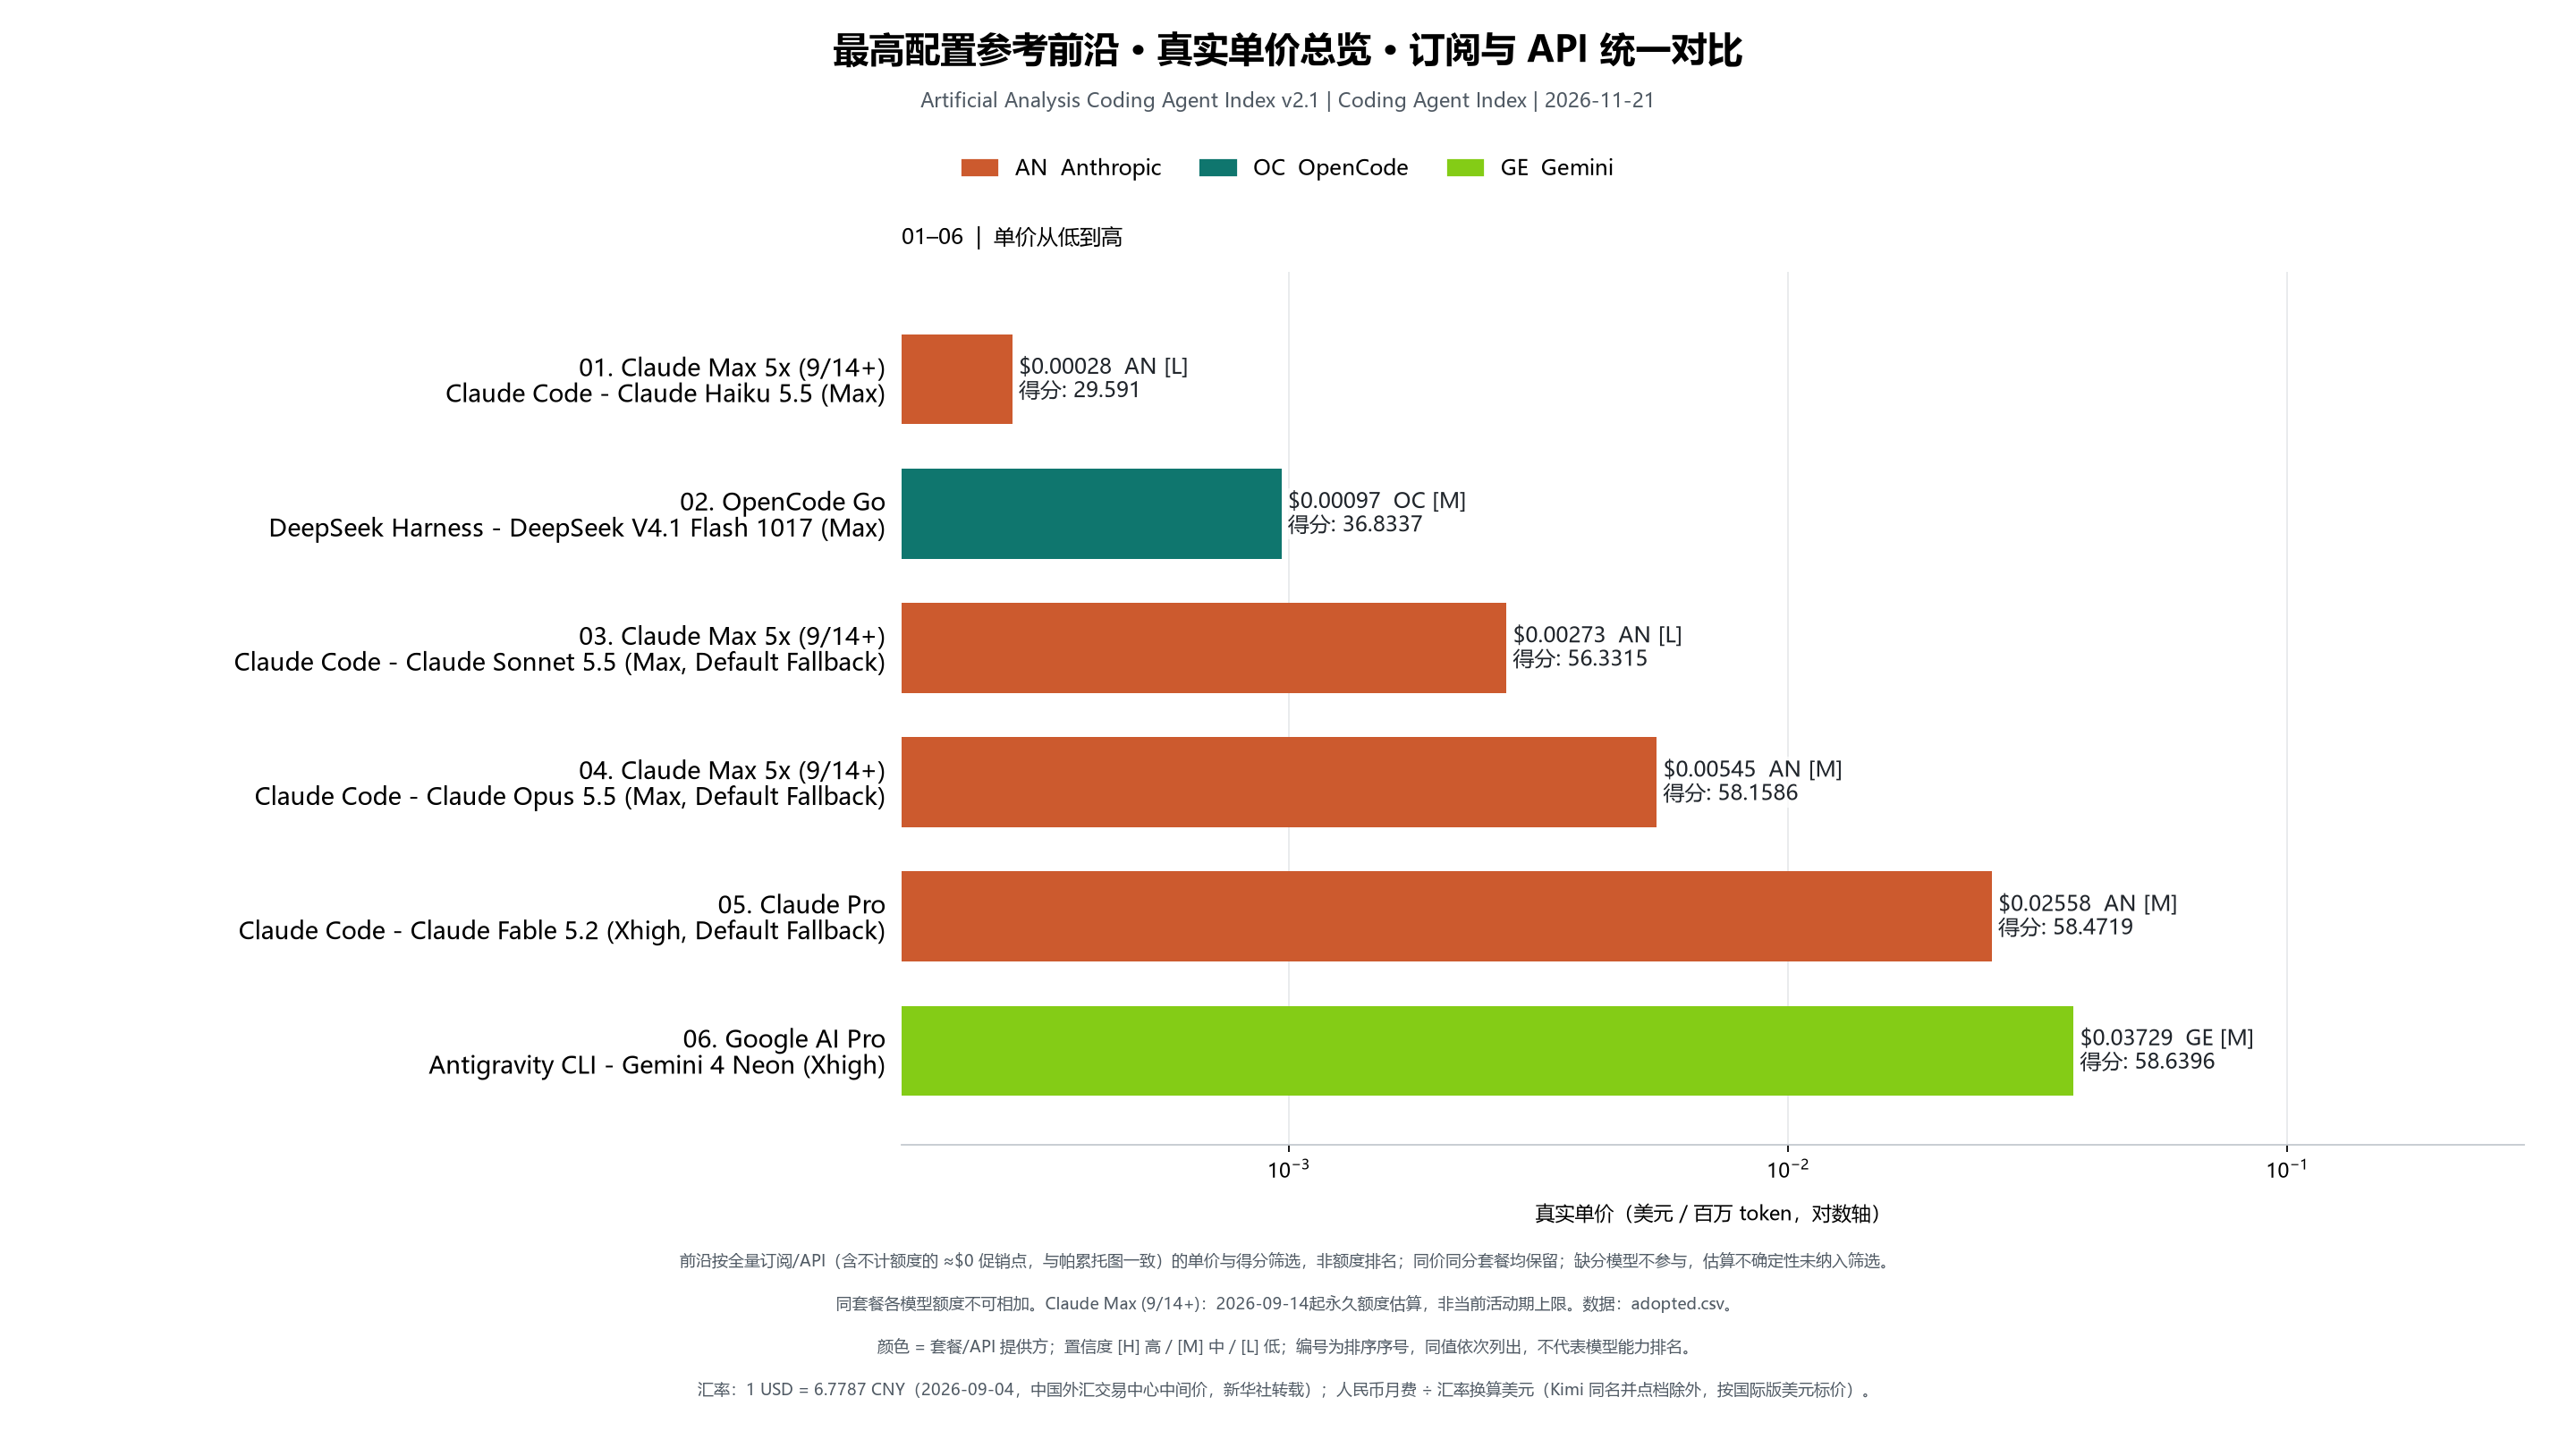 最高配置参考前沿 • 真实单价总览 • 订阅与 API 统一对比
Artificial Analysis Coding Agent Index v2.1 | Coding Agent Index | 2026-11-21
AN  Anthropic
OC  OpenCode
GE  Gemini
01–06 | 单价从低到高
01. Claude Max 5x (9/14+)
Claude Code - Claude Haiku 5.5 (Max)
$0.00028  AN [L]
得分: 29.591
02. OpenCode Go
DeepSeek Harness - DeepSeek V4.1 Flash 1017 (Max)
$0.00097  OC [M]
得分: 36.8337
03. Claude Max 5x (9/14+)
Claude Code - Claude Sonnet 5.5 (Max, Default Fallback)
$0.00273  AN [L]
得分: 56.3315
04. Claude Max 5x (9/14+)
Claude Code - Claude Opus 5.5 (Max, Default Fallback)
$0.00545  AN [M]
得分: 58.1586
05. Claude Pro
Claude Code - Claude Fable 5.2 (Xhigh, Default Fallback)
$0.02558  AN [M]
得分: 58.4719
06. Google AI Pro
Antigravity CLI - Gemini 4 Neon (Xhigh)
$0.03729  GE [M]
得分: 58.6396
10⁻³
10⁻²
10⁻¹
真实单价（美元 / 百万 token，对数轴）
前沿按全量订阅/API（含不计额度的 ≈$0 促销点，与帕累托图一致）的单价与得分筛选，非额度排名；同价同分套餐均保留；缺分模型不参与，估算不确定性未纳入筛选。
同套餐各模型额度不可相加。Claude Max (9/14+)：2026-09-14起永久额度估算，非当前活动期上限。数据：adopted.csv。
颜色 = 套餐/API 提供方；置信度 [H] 高 / [M] 中 / [L] 低；编号为排序序号，同值依次列出，不代表模型能力排名。
汇率：1 USD = 6.7787 CNY（2026-09-04，中国外汇交易中心中间价，新华社转载）；人民币月费 ÷ 汇率换算美元（Kimi 同名并点档除外，按国际版美元标价）。